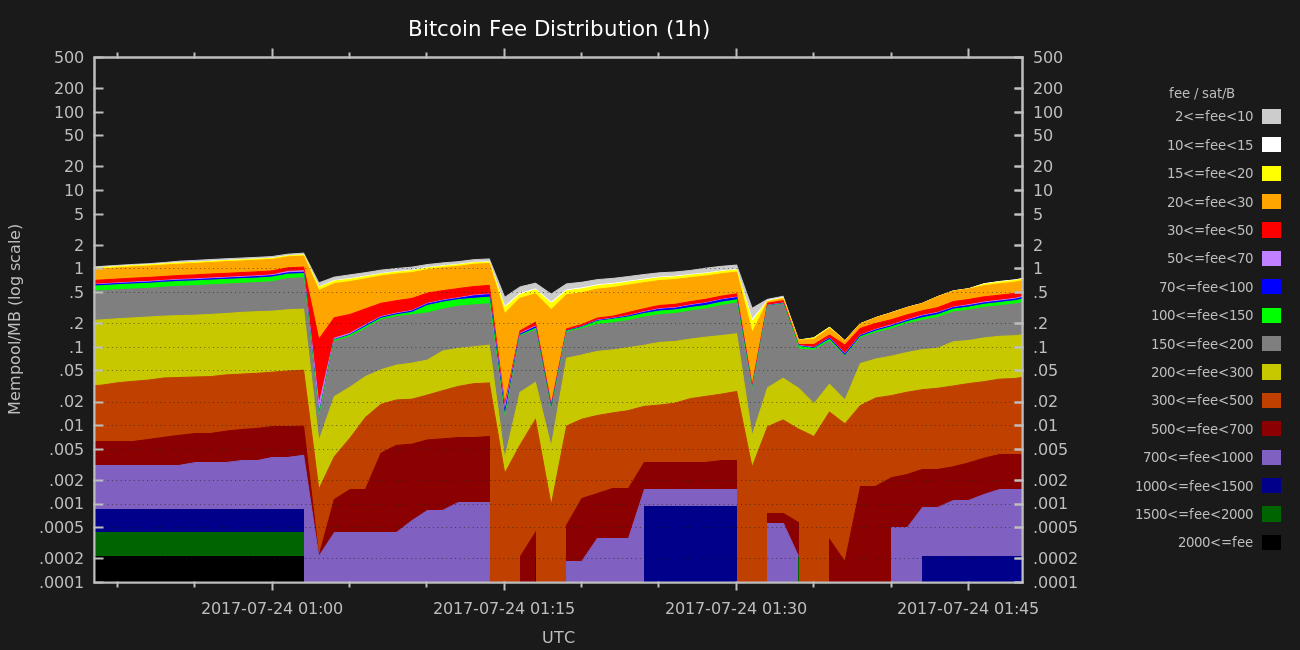 Bitcoin Fee Distribution (1h)
Mempool/MB (log scale)
500
200
100
50
20
10
5
2
1
.5
.2
.1
.05
.02
.01
.005
.002
.001
.0005
.0002
.0001
500
200
100
50
20
10
5
2
1
.5
.2
.1
.05
.02
.01
.005
.002
.001
.0005
.0002
.0001
2017-07-24 01:00
2017-07-24 01:15
2017-07-24 01:30
2017-07-24 01:45
UTC
fee / sat/B
2<=fee<10
10<=fee<15
15<=fee<20
20<=fee<30
30<=fee<50
50<=fee<70
70<=fee<100
100<=fee<150
150<=fee<200
200<=fee<300
300<=fee<500
500<=fee<700
700<=fee<1000
1000<=fee<1500
1500<=fee<2000
2000<=fee